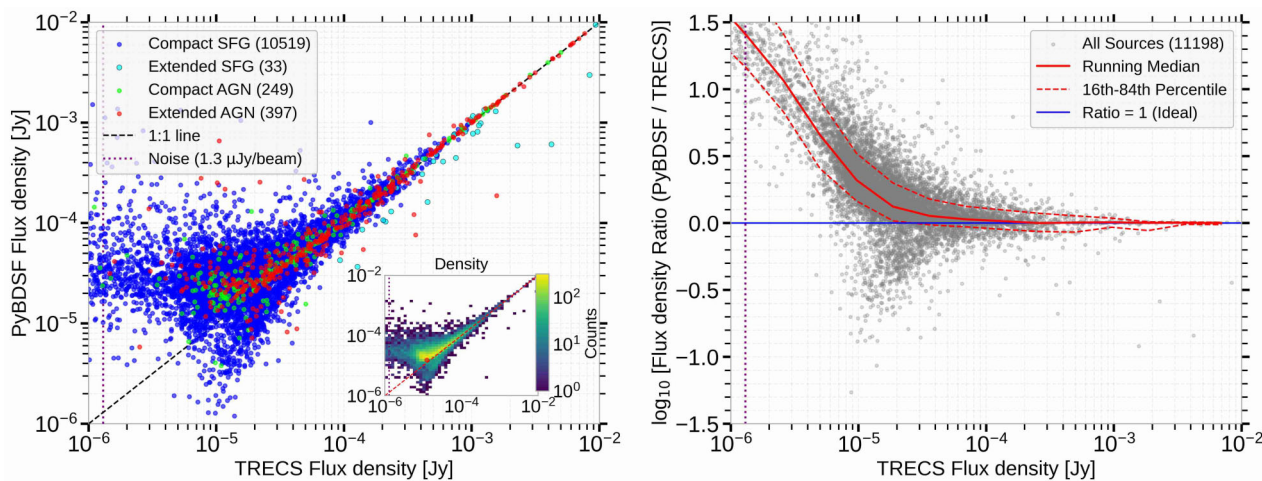 PyBDSF Flux density [Jy]
10⁻²
10⁻³
10⁻⁴
10⁻⁵
10⁻⁶
Compact SFG (10519)
Extended SFG (33)
Compact AGN (249)
Extended AGN (397)
1:1 line
Noise (1.3 μJy/beam)
Density
10⁻²
10⁻⁴
10⁻⁶
10⁻⁶ 10⁻⁴ 10⁻²
10²
10¹
10⁰
Counts
10⁻⁶ 10⁻⁵ 10⁻⁴ 10⁻³ 10⁻²
TRECS Flux density [Jy]
log₁₀ [Flux density Ratio (PyBDSF / TRECS)]
1.5
1.0
0.5
0.0
−0.5
−1.0
−1.5
All Sources (11198)
Running Median
16th-84th Percentile
Ratio = 1 (Ideal)
10⁻⁶ 10⁻⁵ 10⁻⁴ 10⁻³ 10⁻²
TRECS Flux density [Jy]